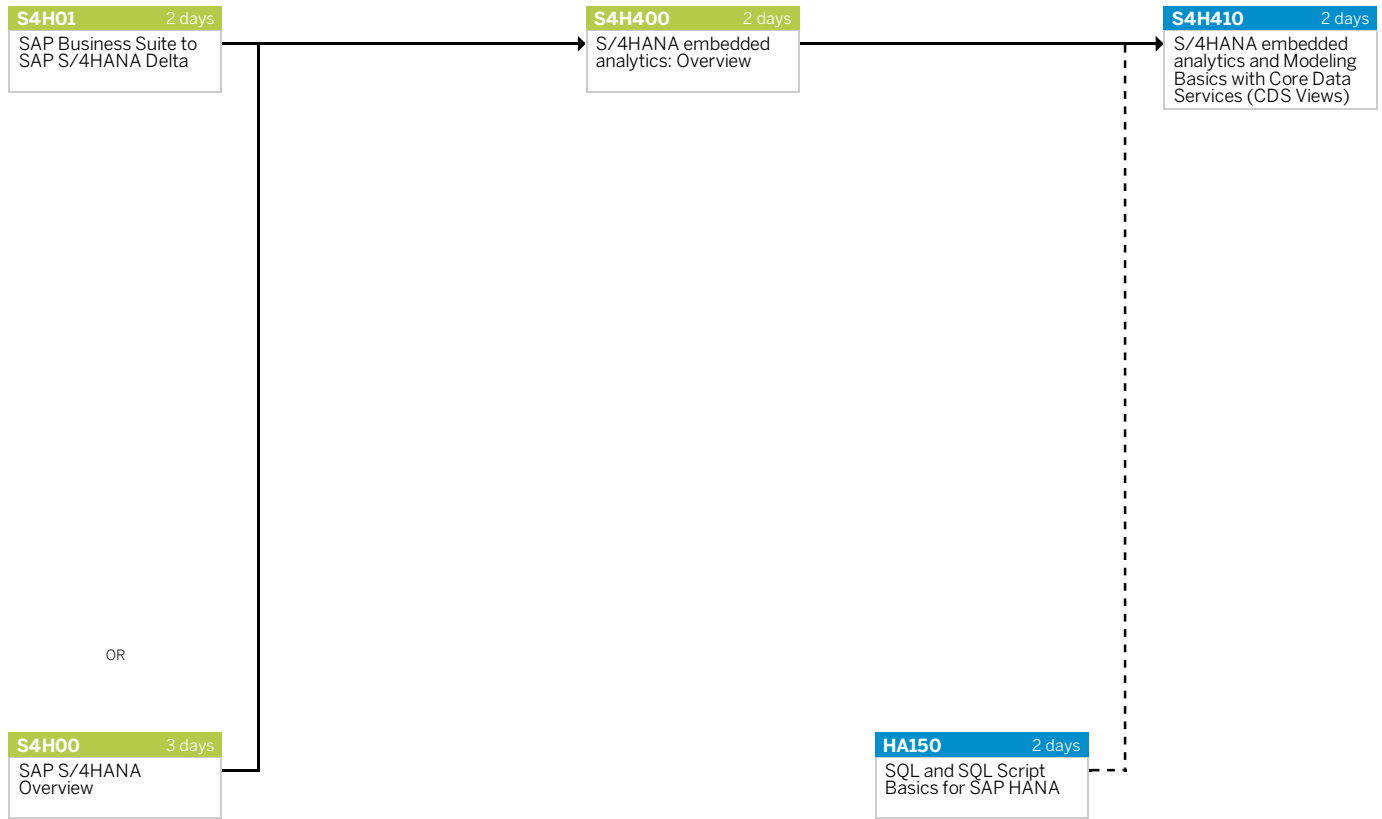 S4H01 2 days
SAP Business Suite to
SAP S/4HANA Delta
S4H400 2 days
S/4HANA embedded
analytics: Overview
S4H410 2 days
S/4HANA embedded
analytics and Modeling
Basics with Core Data
Services (CDS Views)
OR
S4H00 3 days
SAP S/4HANA
Overview
HA150 2 days
SQL and SQL Script
Basics for SAP HANA